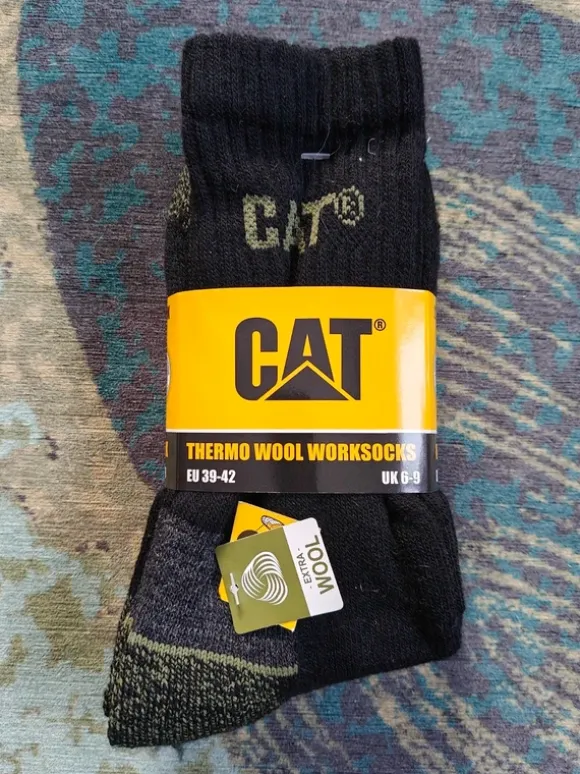 CAT®
CAT®
THERMO WOOL WORKSOCKS
EU 39-42 UK 6-9
- EXTRA -
WOOL